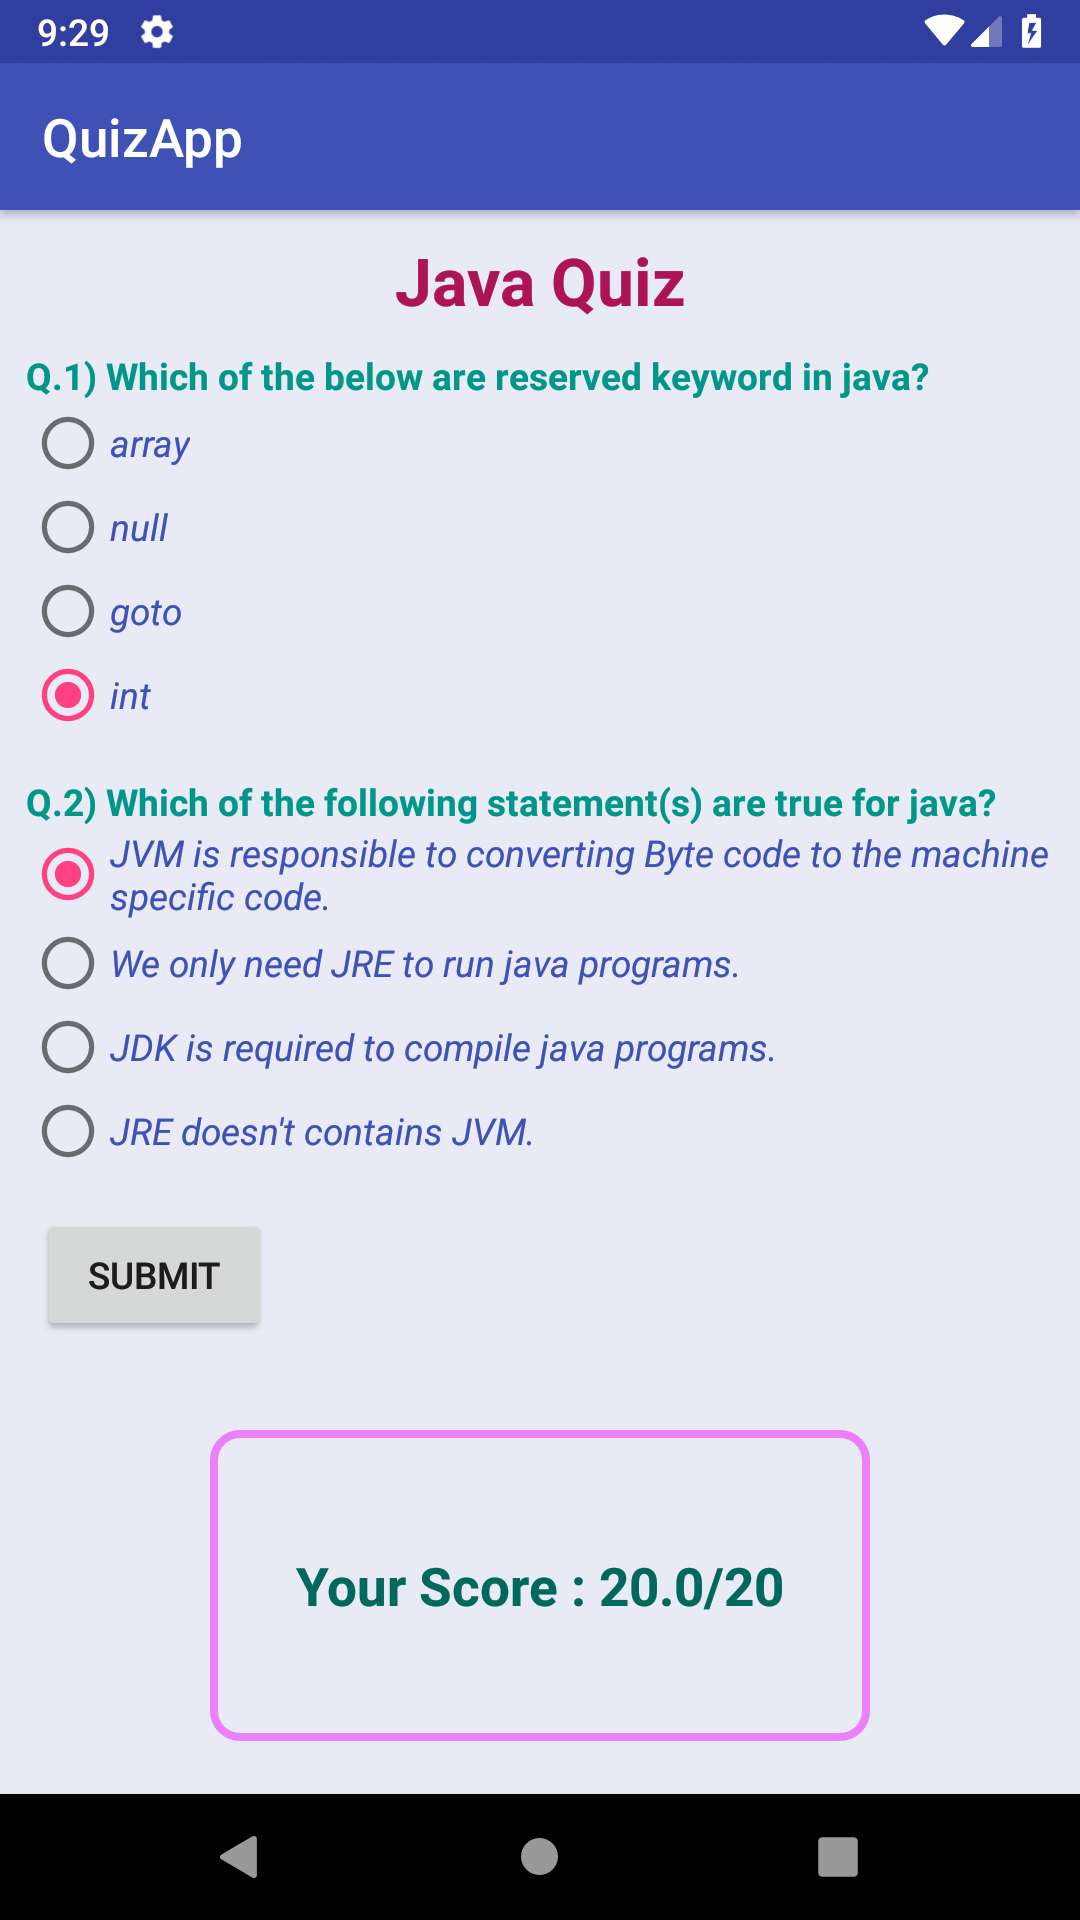 9:29
QuizApp
Java Quiz
Q.1) Which of the below are reserved keyword in java?
array
null
goto
int
Q.2) Which of the following statement(s) are true for java?
JVM is responsible to converting Byte code to the machine
specific code.
We only need JRE to run java programs.
JDK is required to compile java programs.
JRE doesn't contains JVM.
SUBMIT
Your Score : 20.0/20